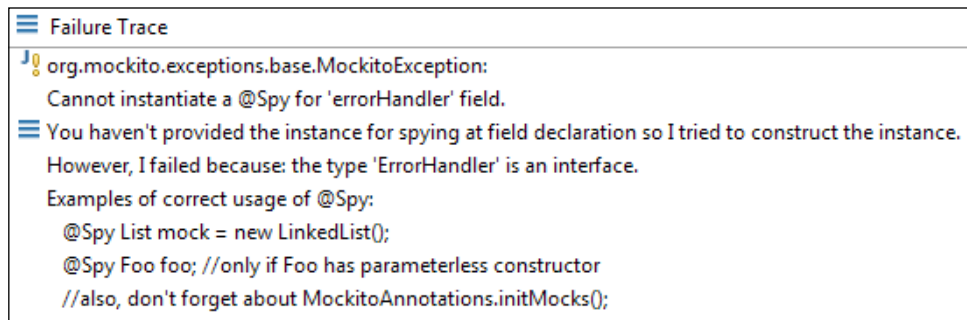 Failure Trace
org.mockito.exceptions.base.MockitoException:
Cannot instantiate a @Spy for 'errorHandler' field.
You haven't provided the instance for spying at field declaration so I tried to construct the instance.
However, I failed because: the type 'ErrorHandler' is an interface.
Examples of correct usage of @Spy:
@Spy List mock = new LinkedList();
@Spy Foo foo; //only if Foo has parameterless constructor
//also, don't forget about MockitoAnnotations.initMocks();